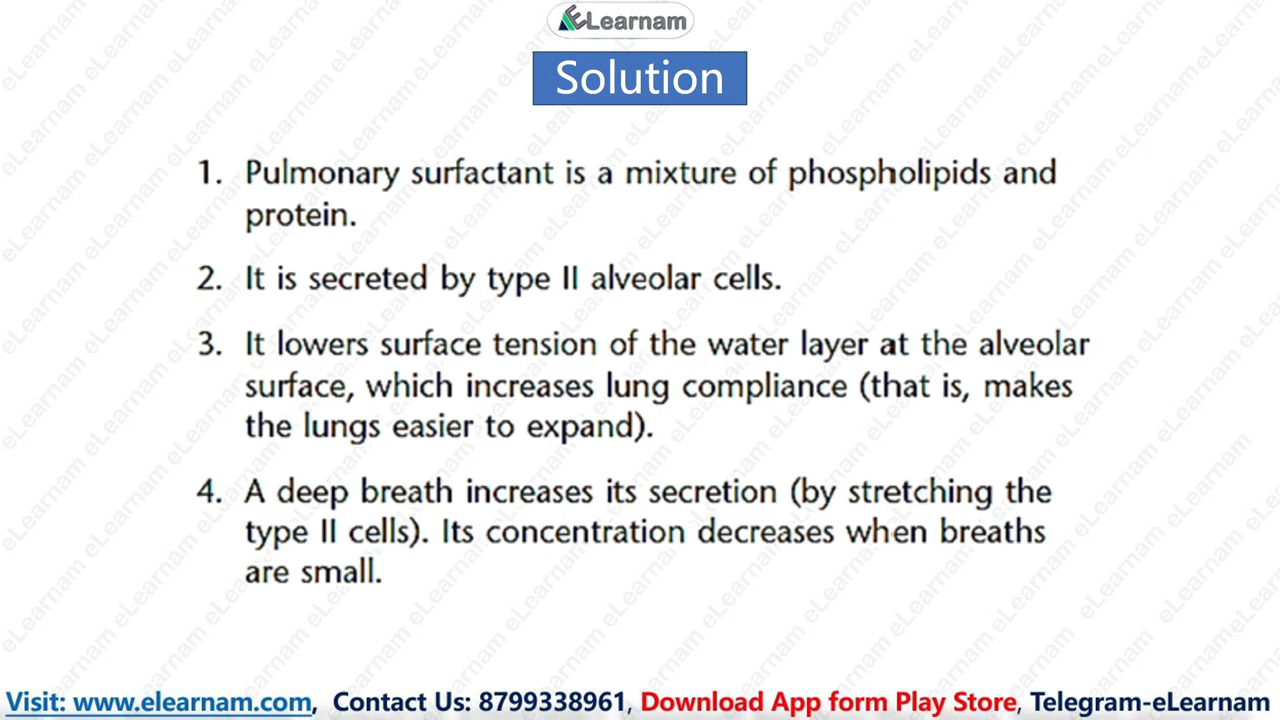 eLearnam
Solution
1. Pulmonary surfactant is a mixture of phospholipids and
protein.
2. It is secreted by type II alveolar cells.
3. It lowers surface tension of the water layer at the alveolar
surface, which increases lung compliance (that is, makes
the lungs easier to expand).
4. A deep breath increases its secretion (by stretching the
type II cells). Its concentration decreases when breaths
are small.
Visit: www.elearnam.com, Contact Us: 8799338961, Download App form Play Store, Telegram-eLearnam